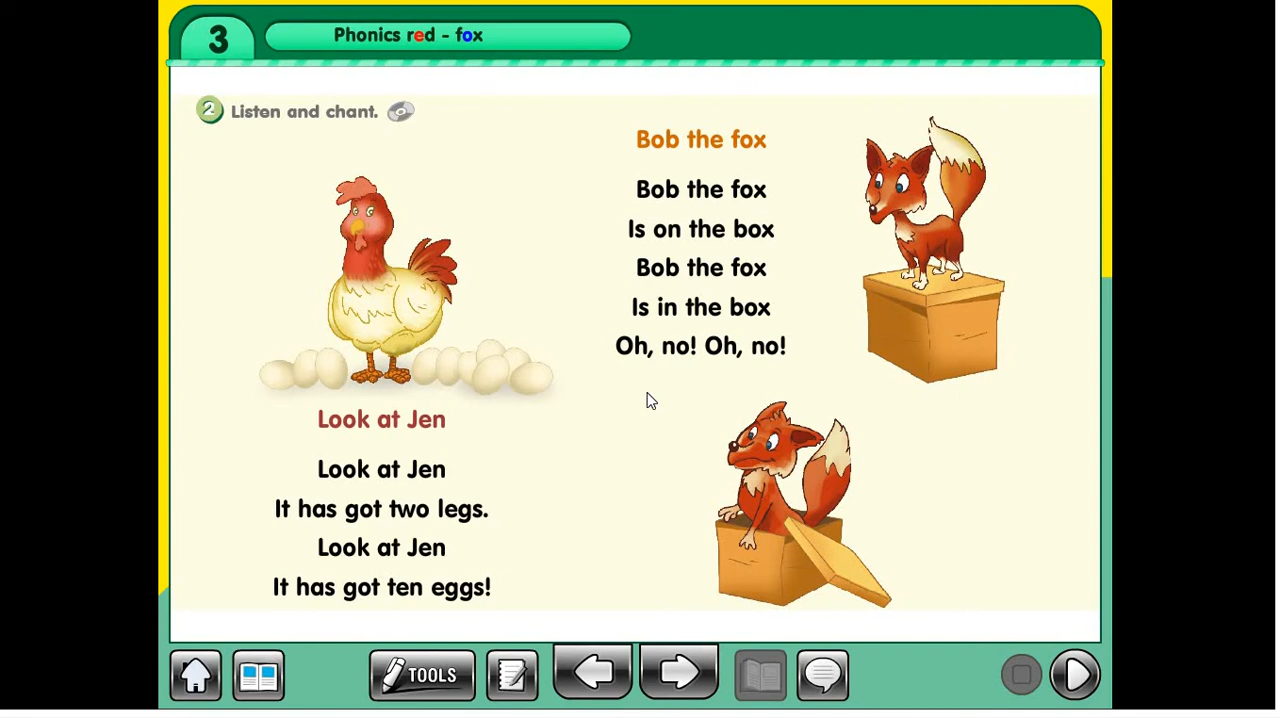 3
Phonics red - fox
2 Listen and chant.
Look at Jen
Look at Jen
It has got two legs.
Look at Jen
It has got ten eggs!
Bob the fox
Bob the fox
Is on the box
Bob the fox
Is in the box
Oh, no! Oh, no!
TOOLS